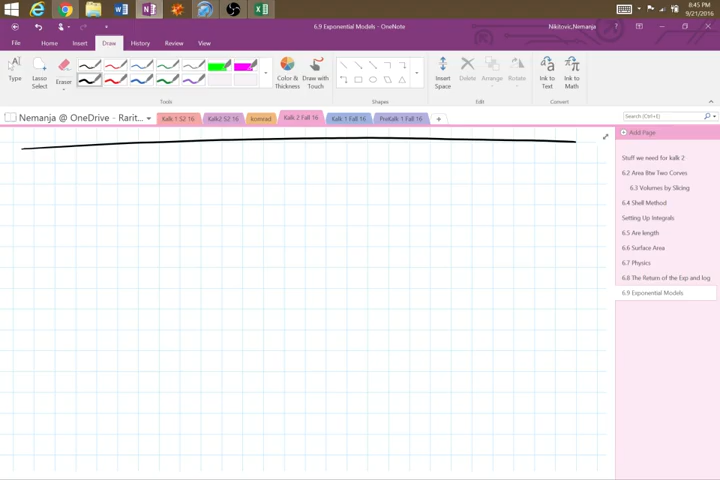 8:45 PM
9/21/2016
6.9 Exponential Models - OneNote
Nikitovic,Nemanja
?
File
Home
Insert
Draw
History
Review
View
Type
Lasso Select
Eraser
Color & Thickness
Draw with Touch
Insert Space
Delete
Arrange
Rotate
Ink to Text
Ink to Math
Tools
Shapes
Edit
Convert
Nemanja @ OneDrive - Rarit...
Kalk 1 S2 16
Kalk2 S2 16
komrad
Kalk 2 Fall 16
Kalk 1 Fall 16
PreKalk 1 Fall 16
+
Search (Ctrl+E)
Add Page
Stuff we need for kalk 2
6.2 Area Btw Two Corves
6.3 Volumes by Slicing
6.4 Shell Method
Setting Up Integrals
6.5 Arc length
6.6 Surface Area
6.7 Physics
6.8 The Return of the Exp and log
6.9 Exponential Models